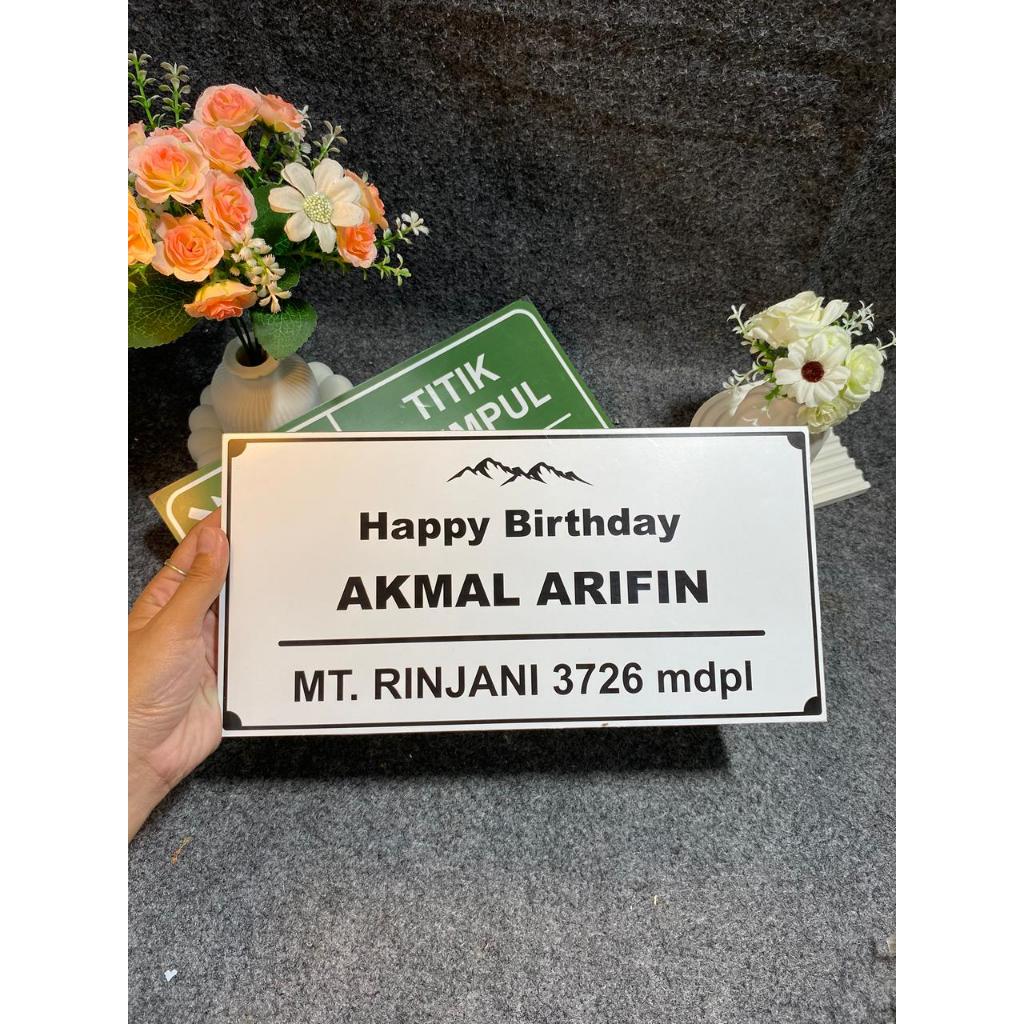 TITIK
Happy Birthday
AKMAL ARIFIN
MT. RINJANI 3726 mdpl